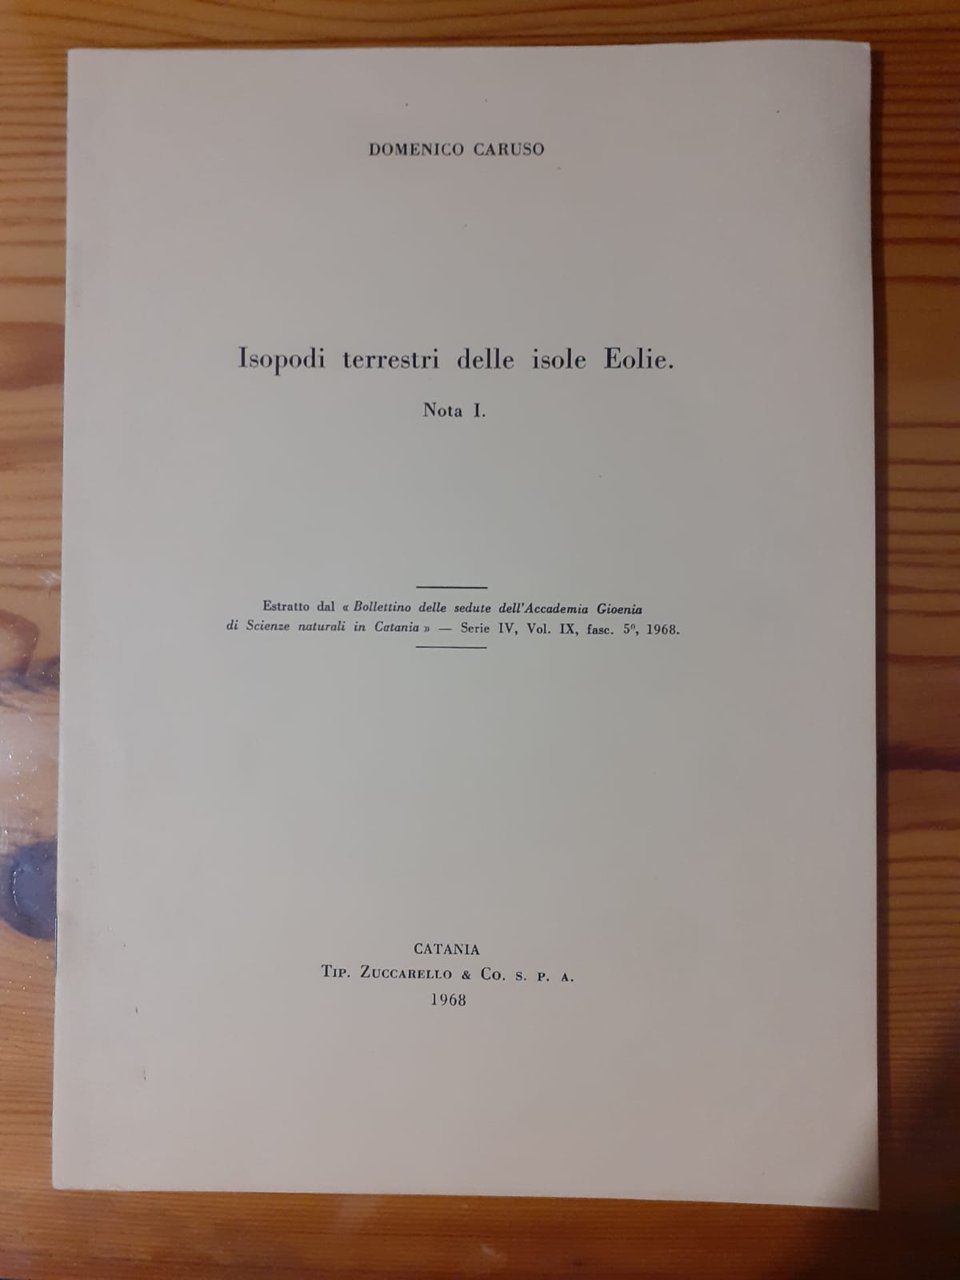 DOMENICO CARUSO
Isopodi terrestri delle isole Eolie.
Nota I.
Estratto dal « Bollettino delle sedute dell'Accademia Gioenia
di Scienze naturali in Catania » — Serie IV, Vol. IX, fasc. 5º, 1968.
CATANIA
Tip. Zuccarello & Co. s. p. a.
1968